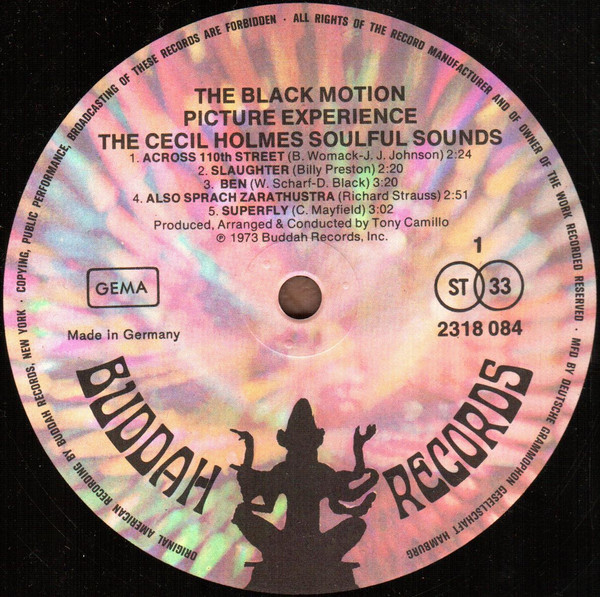 ORIGINAL AMERICAN RECORDING BY BUDDAH RECORDS, NEW YORK · COPYING, PUBLIC PERFORMANCE, BROADCASTING OF THESE RECORDS ARE FORBIDDEN · ALL RIGHTS OF THE RECORD MANUFACTURER AND OF OWNER OF THE WORK RECORDED RESERVED · MFD BY DEUTSCHE GRAMMOPHON GESELLSCHAFT HAMBURG
THE BLACK MOTION
PICTURE EXPERIENCE
THE CECIL HOLMES SOULFUL SOUNDS
1. ACROSS 110th STREET (B. Womack-J. J. Johnson) 2:24
2. SLAUGHTER (Billy Preston) 2:20
3. BEN (W. Scharf-D. Black) 3:20
4. ALSO SPRACH ZARATHUSTRA (Richard Strauss) 2:51
5. SUPERFLY (C. Mayfield) 3:02
Produced, Arranged & Conducted by Tony Camillo
℗ 1973 Buddah Records, Inc.
1
GEMA
ST 33
Made in Germany
2318 084
BUDDAH RECORDS